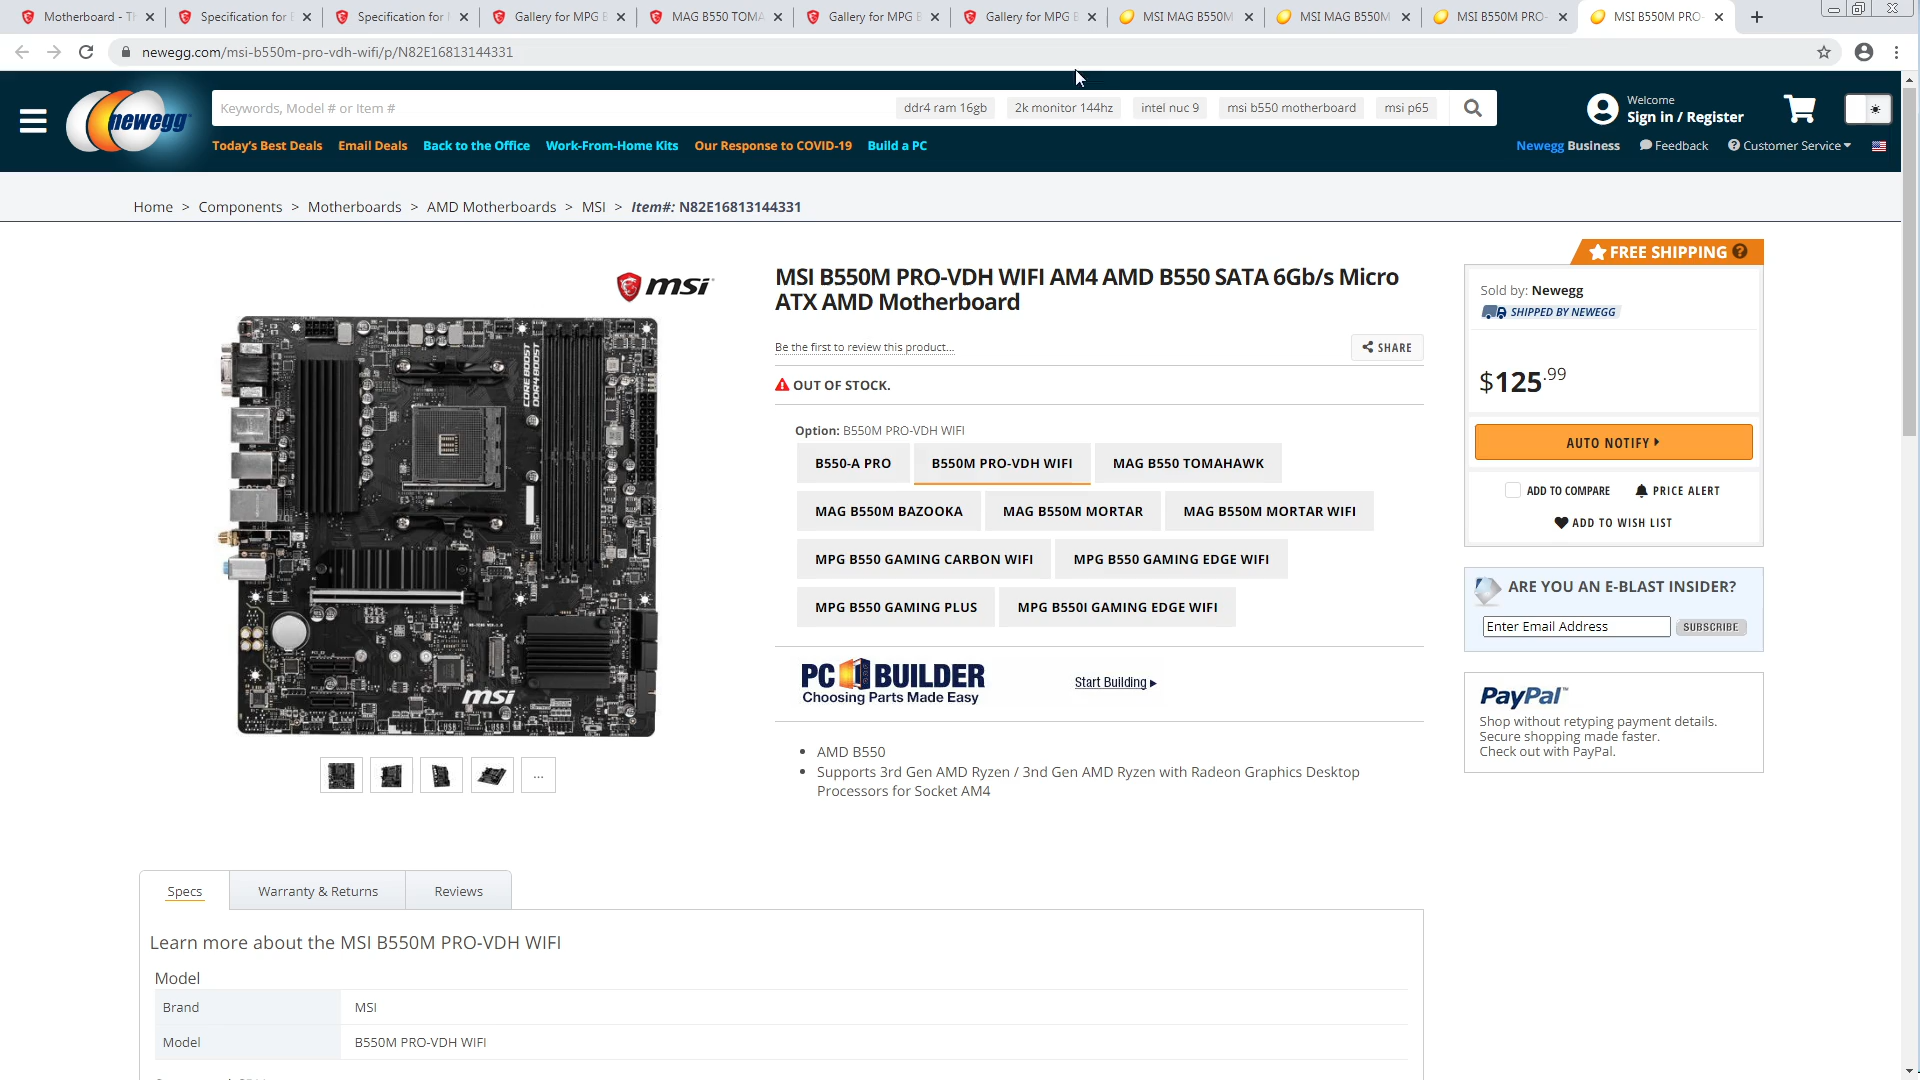 Motherboard - T
Specification for
Specification for
Gallery for MPG
MAG B550 TOMA
Gallery for MPG
Gallery for MPG
MSI MAG B550M
MSI MAG B550M
MSI B550M PRO-
MSI B550M PRO-
newegg.com/msi-b550m-pro-vdh-wifi/p/N82E16813144331
newegg
Keywords, Model # or Item #
ddr4 ram 16gb
2k monitor 144hz
intel nuc 9
msi b550 motherboard
msi p65
Welcome
Sign in / Register
Today's Best Deals
Email Deals
Back to the Office
Work-From-Home Kits
Our Response to COVID-19
Build a PC
Newegg Business
Feedback
Customer Service
Home > Components > Motherboards > AMD Motherboards > MSI > Item#: N82E16813144331
FREE SHIPPING
msi
MSI B550M PRO-VDH WIFI AM4 AMD B550 SATA 6Gb/s Micro
ATX AMD Motherboard
Sold by: Newegg
SHIPPED BY NEWEGG
Be the first to review this product...
SHARE
OUT OF STOCK.
$125.99
Option: B550M PRO-VDH WIFI
AUTO NOTIFY
B550-A PRO
B550M PRO-VDH WIFI
MAG B550 TOMAHAWK
ADD TO COMPARE
PRICE ALERT
MAG B550M BAZOOKA
MAG B550M MORTAR
MAG B550M MORTAR WIFI
ADD TO WISH LIST
MPG B550 GAMING CARBON WIFI
MPG B550 GAMING EDGE WIFI
ARE YOU AN E-BLAST INSIDER?
MPG B550 GAMING PLUS
MPG B550I GAMING EDGE WIFI
Enter Email Address
SUBSCRIBE
CORE BOOST
DDR4 BOOST
msi
USB
USB
PC BUILDER
Choosing Parts Made Easy
Start Building
PayPal™
Shop without retyping payment details.
Secure shopping made faster.
Check out with PayPal.
...
AMD B550
Supports 3rd Gen AMD Ryzen / 3nd Gen AMD Ryzen with Radeon Graphics Desktop
Processors for Socket AM4
Specs
Warranty & Returns
Reviews
Learn more about the MSI B550M PRO-VDH WIFI
Model
Brand
MSI
Model
B550M PRO-VDH WIFI